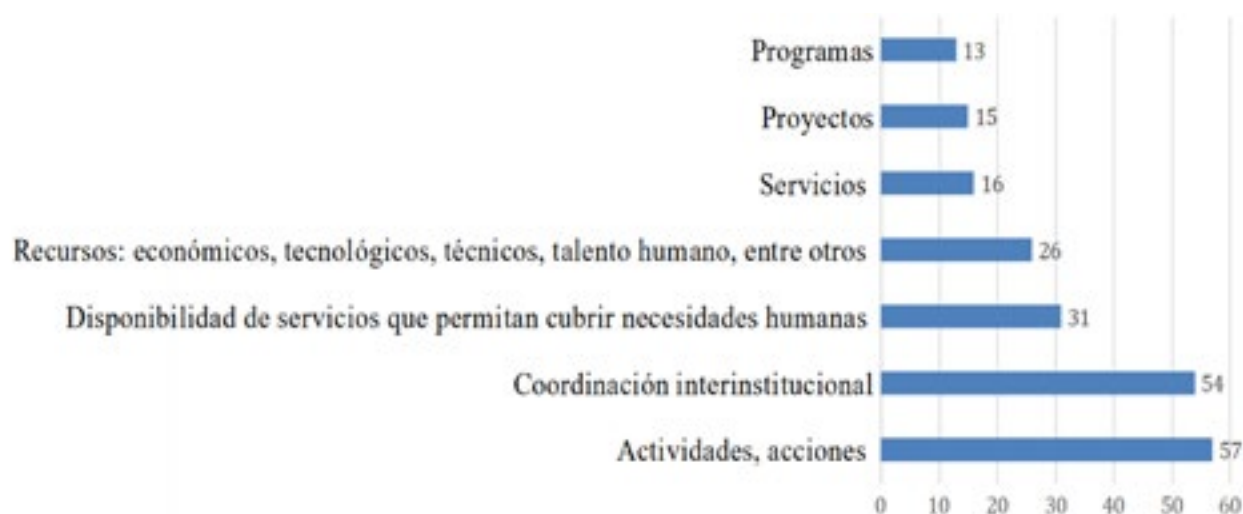 Programas 13
Proyectos 15
Servicios 16
Recursos: económicos, tecnológicos, técnicos, talento humano, entre otros 26
Disponibilidad de servicios que permitan cubrir necesidades humanas 31
Coordinación interinstitucional 54
Actividades, acciones 57
0 10 20 30 40 50 60